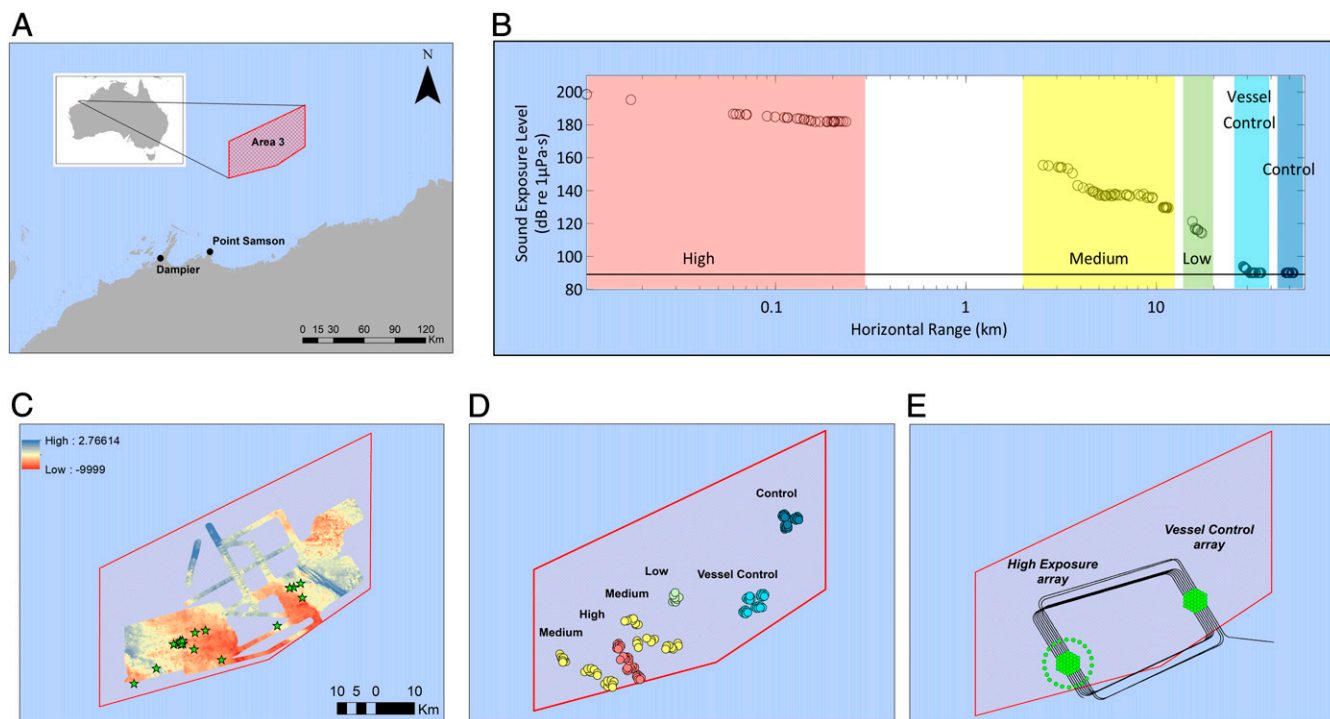 A
N
Area 3
Point Samson
Dampier
0 15 30 60 90 120
Km
B
Sound Exposure Level
(dB re 1µPa·s)
200
180
160
140
120
100
80
High
Medium
Low
Vessel
Control
Control
0.1
1
10
Horizontal Range (km)
C
High : 2.76614
Low : -9999
10 5 0 10
Km
D
Control
Low
Vessel Control
High
Medium
Medium
E
Vessel Control
array
High Exposure
array